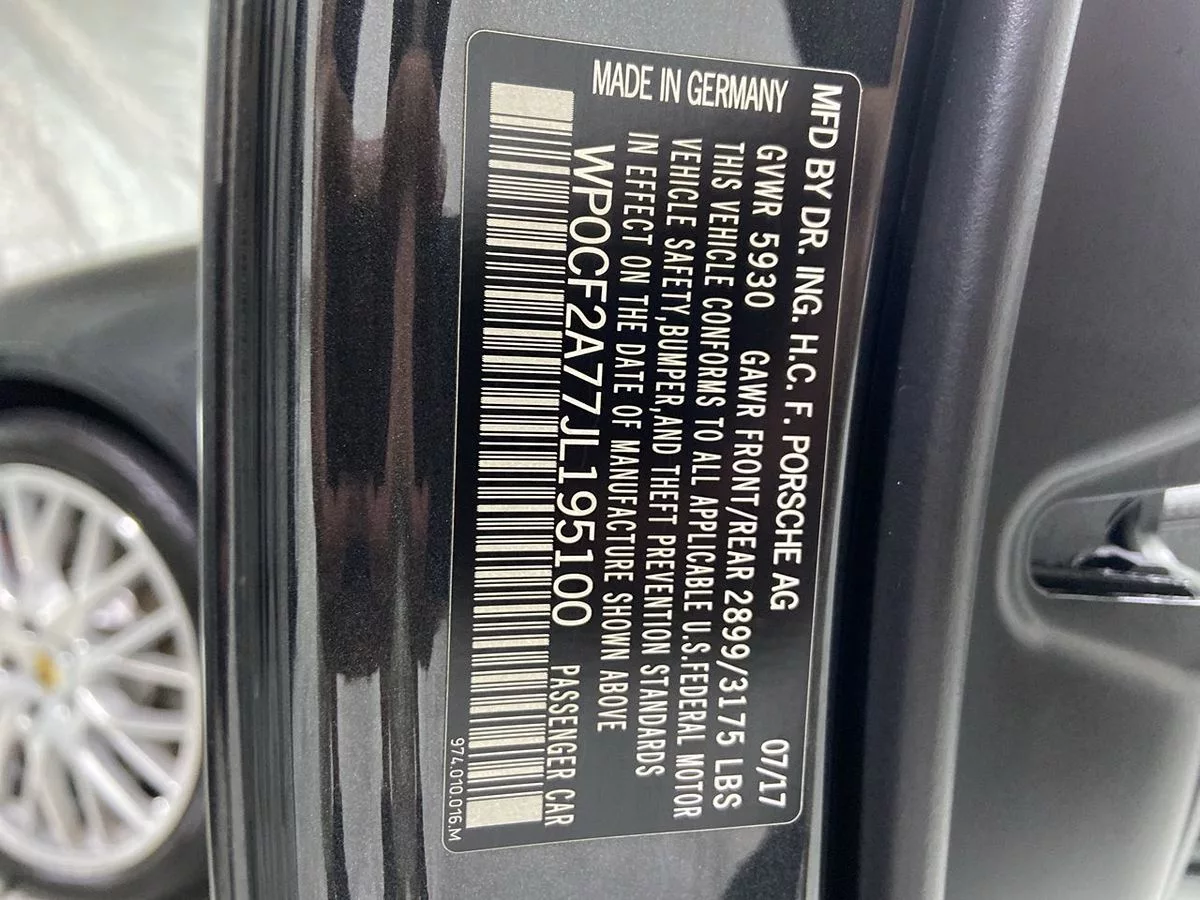 MFD BY DR. ING. H.C. F. PORSCHE AG
MADE IN GERMANY 07/17
GVWR 5930 GAWR FRONT/REAR 2899/3175 LBS
THIS VEHICLE CONFORMS TO ALL APPLICABLE U.S.FEDERAL MOTOR
VEHICLE SAFETY,BUMPER,AND THEFT PREVENTION STANDARDS
IN EFFECT ON THE DATE OF MANUFACTURE SHOWN ABOVE
WP0CF2A77JL195100 PASSENGER CAR
974.010.016.M